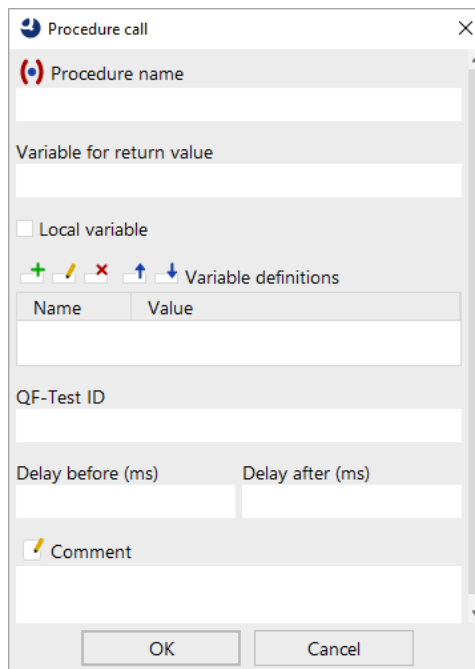 Procedure call
Procedure name
Variable for return value
Local variable
Variable definitions
Name Value
QF-Test ID
Delay before (ms) Delay after (ms)
Comment
OK Cancel